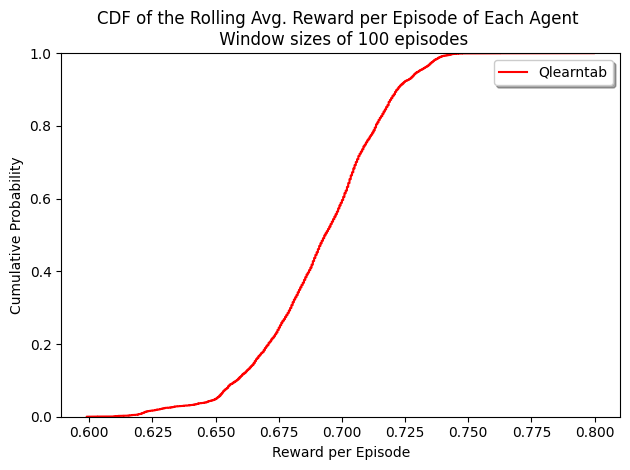 CDF of the Rolling Avg. Reward per Episode of Each Agent
Window sizes of 100 episodes
Qlearntab
Cumulative Probability
1.0
0.8
0.6
0.4
0.2
0.0
0.600 0.625 0.650 0.675 0.700 0.725 0.750 0.775 0.800
Reward per Episode